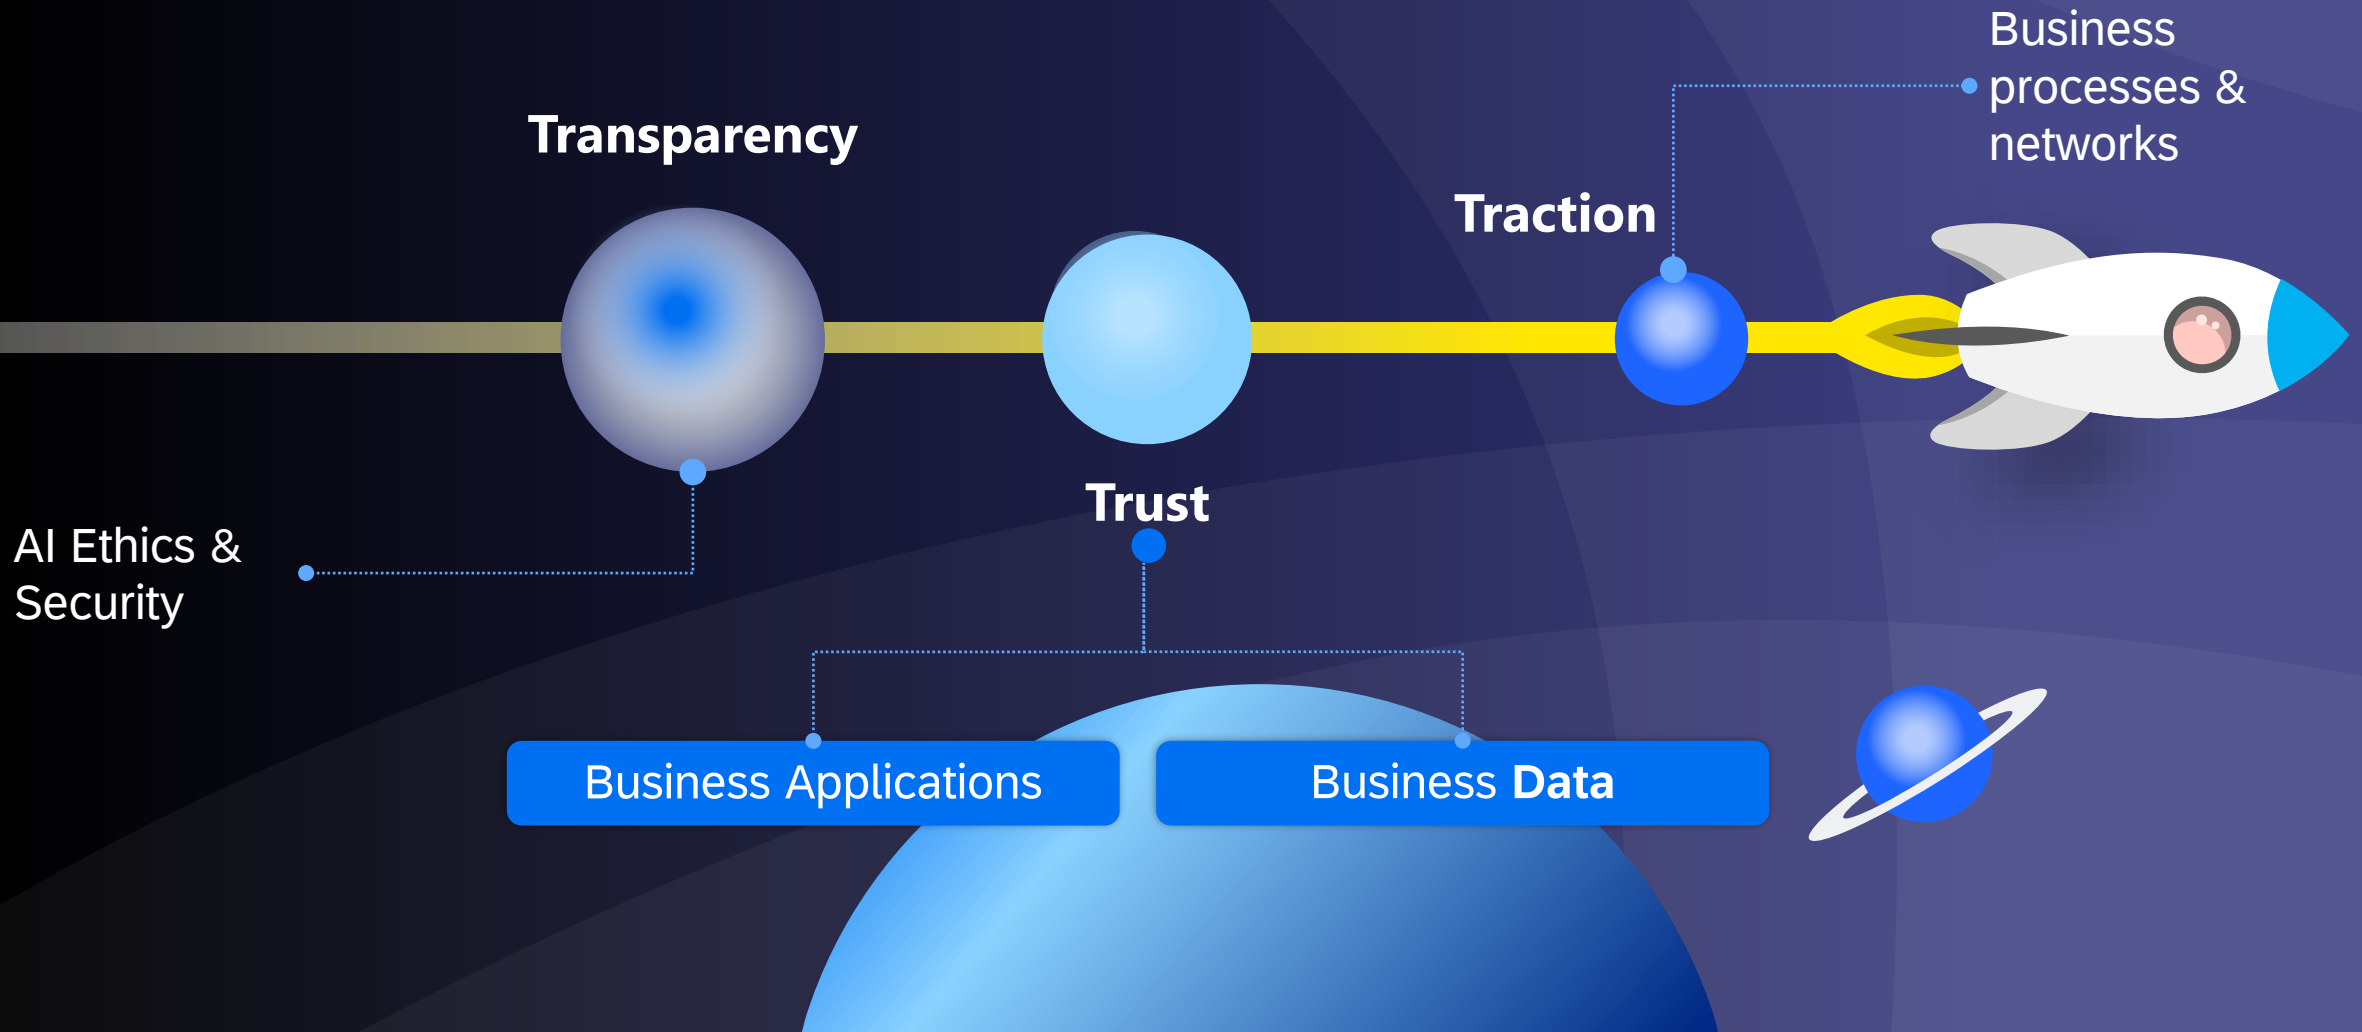 Business
processes &
networks
Transparency
Traction
Trust
AI Ethics &
Security
Business Applications
Business Data